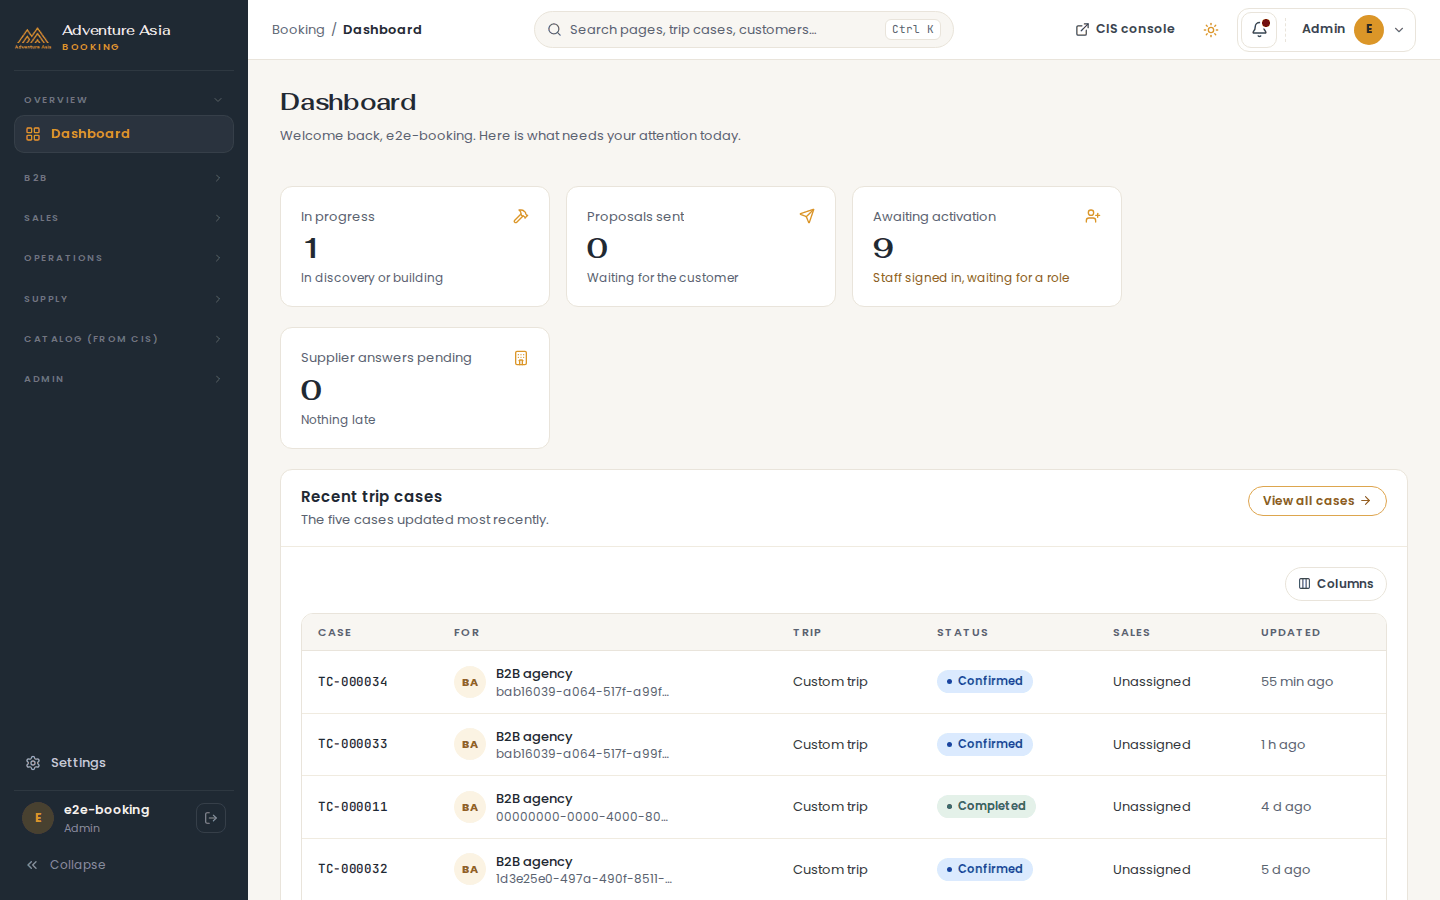 Adventure Asia
BOOKING
Adventure Asia
OVERVIEW
Dashboard
B2B
SALES
OPERATIONS
SUPPLY
CATALOG (FROM CIS)
ADMIN
Settings
E
e2e-booking
Admin
Collapse
Booking / Dashboard
Search pages, trip cases, customers...
Ctrl K
CIS console
Admin
E
Dashboard
Welcome back, e2e-booking. Here is what needs your attention today.
In progress
1
In discovery or building
Proposals sent
0
Waiting for the customer
Awaiting activation
9
Staff signed in, waiting for a role
Supplier answers pending
0
Nothing late
Recent trip cases
The five cases updated most recently.
View all cases
Columns
CASE FOR TRIP STATUS SALES UPDATED
TC-000034 BA B2B agency Custom trip Confirmed Unassigned 55 min ago
bab16039-a064-517f-a99f...
TC-000033 BA B2B agency Custom trip Confirmed Unassigned 1 h ago
bab16039-a064-517f-a99f...
TC-000011 BA B2B agency Custom trip Completed Unassigned 4 d ago
00000000-0000-4000-80...
TC-000032 BA B2B agency Custom trip Confirmed Unassigned 5 d ago
1d3e25e0-497a-490f-8511-...